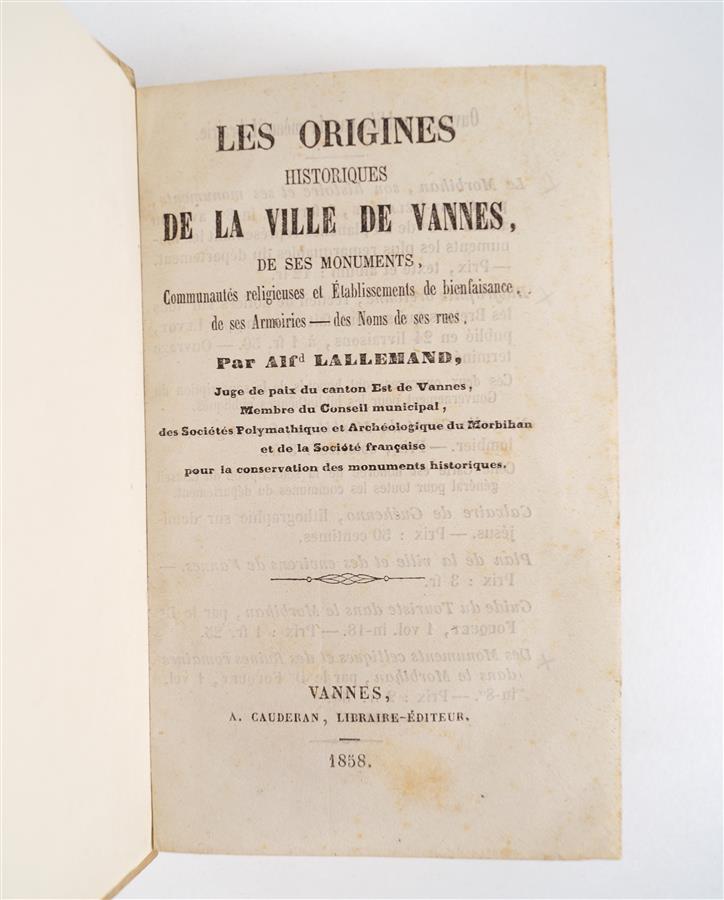 LES ORIGINES
HISTORIQUES
DE LA VILLE DE VANNES,
DE SES MONUMENTS,
Communautés religieuses et Établissements de bienfaisance,
de ses Armoiries — des Noms de ses rues.
Par Alfd LALLEMAND,
Juge de paix du canton Est de Vannes,
Membre du Conseil municipal,
des Sociétés Polymathique et Archéologique du Morbihan
et de la Société française
pour la conservation des monuments historiques.
VANNES,
A. CAUDERAN, LIBRAIRE-ÉDITEUR.
1858.